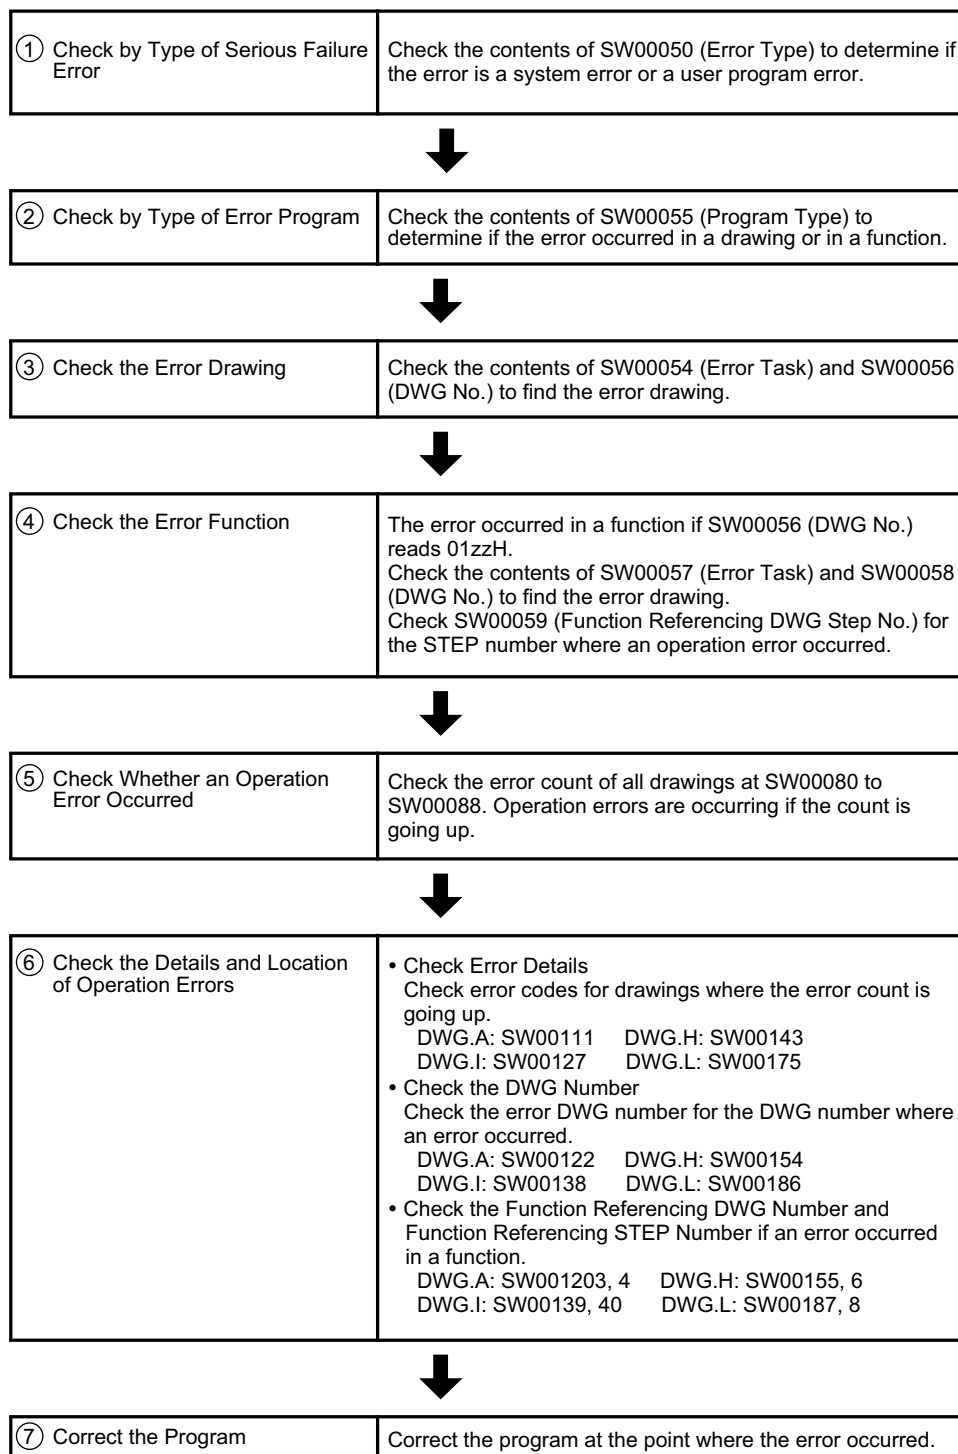 ① Check by Type of Serious Failure
Error
Check the contents of SW00050 (Error Type) to determine if
the error is a system error or a user program error.
② Check by Type of Error Program
Check the contents of SW00055 (Program Type) to
determine if the error occurred in a drawing or in a function.
③ Check the Error Drawing
Check the contents of SW00054 (Error Task) and SW00056
(DWG No.) to find the error drawing.
④ Check the Error Function
The error occurred in a function if SW00056 (DWG No.)
reads 01zzH.
Check the contents of SW00057 (Error Task) and SW00058
(DWG No.) to find the error drawing.
Check SW00059 (Function Referencing DWG Step No.) for
the STEP number where an operation error occurred.
⑤ Check Whether an Operation
Error Occurred
Check the error count of all drawings at SW00080 to
SW00088. Operation errors are occurring if the count is
going up.
⑥ Check the Details and Location
of Operation Errors
• Check Error Details
Check error codes for drawings where the error count is
going up.
DWG.A: SW00111 DWG.H: SW00143
DWG.I: SW00127 DWG.L: SW00175
• Check the DWG Number
Check the error DWG number for the DWG number where
an error occurred.
DWG.A: SW00122 DWG.H: SW00154
DWG.I: SW00138 DWG.L: SW00186
• Check the Function Referencing DWG Number and
Function Referencing STEP Number if an error occurred
in a function.
DWG.A: SW001203, 4 DWG.H: SW00155, 6
DWG.I: SW00139, 40 DWG.L: SW00187, 8
⑦ Correct the Program
Correct the program at the point where the error occurred.